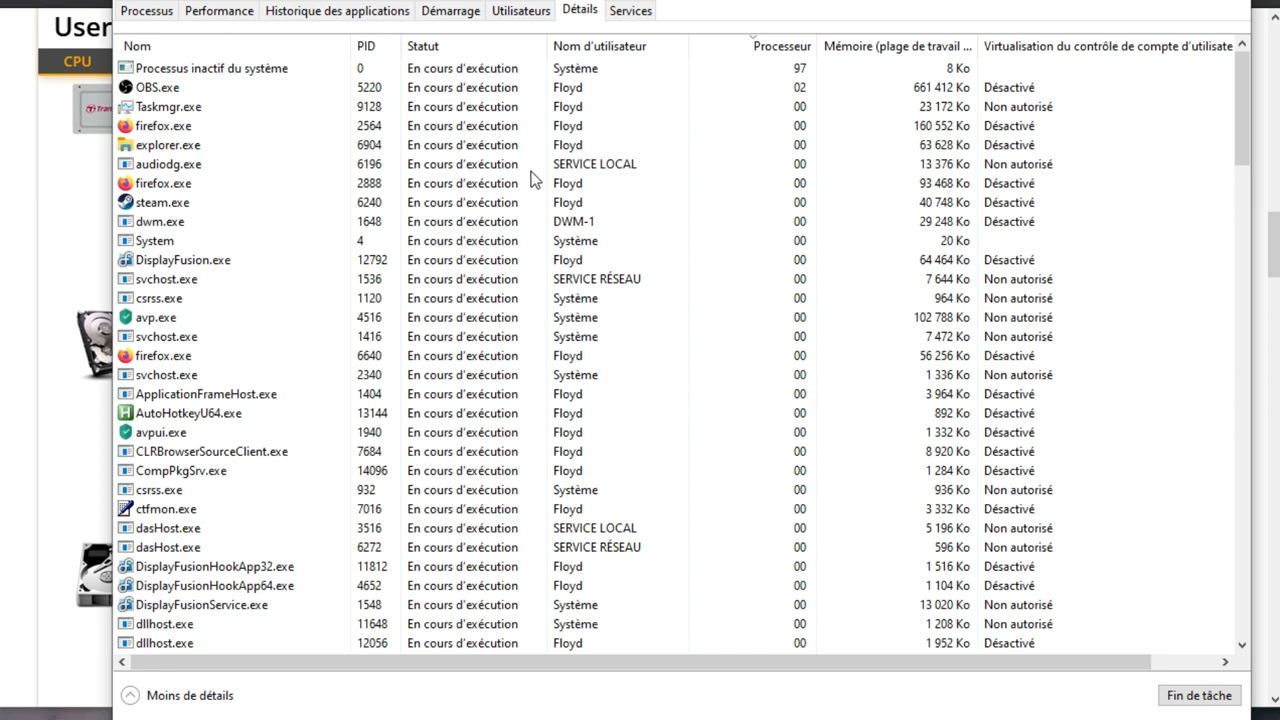 Processus Performance Historique des applications Démarrage Utilisateurs Détails Services
User
CPU
Nom PID Statut Nom d'utilisateur Processeur Mémoire (plage de travail ... Virtualisation du contrôle de compte d'utilisate
Processus inactif du système 0 En cours d'exécution Système 97 8 Ko
OBS.exe 5220 En cours d'exécution Floyd 02 661 412 Ko Désactivé
Taskmgr.exe 9128 En cours d'exécution Floyd 00 23 172 Ko Non autorisé
firefox.exe 2564 En cours d'exécution Floyd 00 160 552 Ko Désactivé
explorer.exe 6904 En cours d'exécution Floyd 00 63 628 Ko Désactivé
audiodg.exe 6196 En cours d'exécution SERVICE LOCAL 00 13 376 Ko Non autorisé
firefox.exe 2888 En cours d'exécution Floyd 00 93 468 Ko Désactivé
steam.exe 6240 En cours d'exécution Floyd 00 40 748 Ko Désactivé
dwm.exe 1648 En cours d'exécution DWM-1 00 29 248 Ko Désactivé
System 4 En cours d'exécution Système 00 20 Ko
DisplayFusion.exe 12792 En cours d'exécution Floyd 00 64 464 Ko Désactivé
svchost.exe 1536 En cours d'exécution SERVICE RÉSEAU 00 7 644 Ko Non autorisé
csrss.exe 1120 En cours d'exécution Système 00 964 Ko Non autorisé
avp.exe 4516 En cours d'exécution Système 00 102 788 Ko Non autorisé
svchost.exe 1416 En cours d'exécution Système 00 7 472 Ko Non autorisé
firefox.exe 6640 En cours d'exécution Floyd 00 56 256 Ko Désactivé
svchost.exe 2340 En cours d'exécution Système 00 1 336 Ko Non autorisé
ApplicationFrameHost.exe 1404 En cours d'exécution Floyd 00 3 964 Ko Désactivé
AutoHotkeyU64.exe 13144 En cours d'exécution Floyd 00 892 Ko Désactivé
avpui.exe 1940 En cours d'exécution Floyd 00 1 332 Ko Désactivé
CLRBrowserSourceClient.exe 7684 En cours d'exécution Floyd 00 8 920 Ko Désactivé
CompPkgSrv.exe 14096 En cours d'exécution Floyd 00 1 284 Ko Désactivé
csrss.exe 932 En cours d'exécution Système 00 936 Ko Non autorisé
ctfmon.exe 7016 En cours d'exécution Floyd 00 3 332 Ko Désactivé
dasHost.exe 3516 En cours d'exécution SERVICE LOCAL 00 5 196 Ko Non autorisé
dasHost.exe 6272 En cours d'exécution SERVICE RÉSEAU 00 596 Ko Non autorisé
DisplayFusionHookApp32.exe 11812 En cours d'exécution Floyd 00 1 516 Ko Désactivé
DisplayFusionHookApp64.exe 4652 En cours d'exécution Floyd 00 1 104 Ko Désactivé
DisplayFusionService.exe 1548 En cours d'exécution Système 00 13 020 Ko Non autorisé
dllhost.exe 11648 En cours d'exécution Système 00 1 208 Ko Non autorisé
dllhost.exe 12056 En cours d'exécution Floyd 00 1 952 Ko Désactivé
Moins de détails Fin de tâche